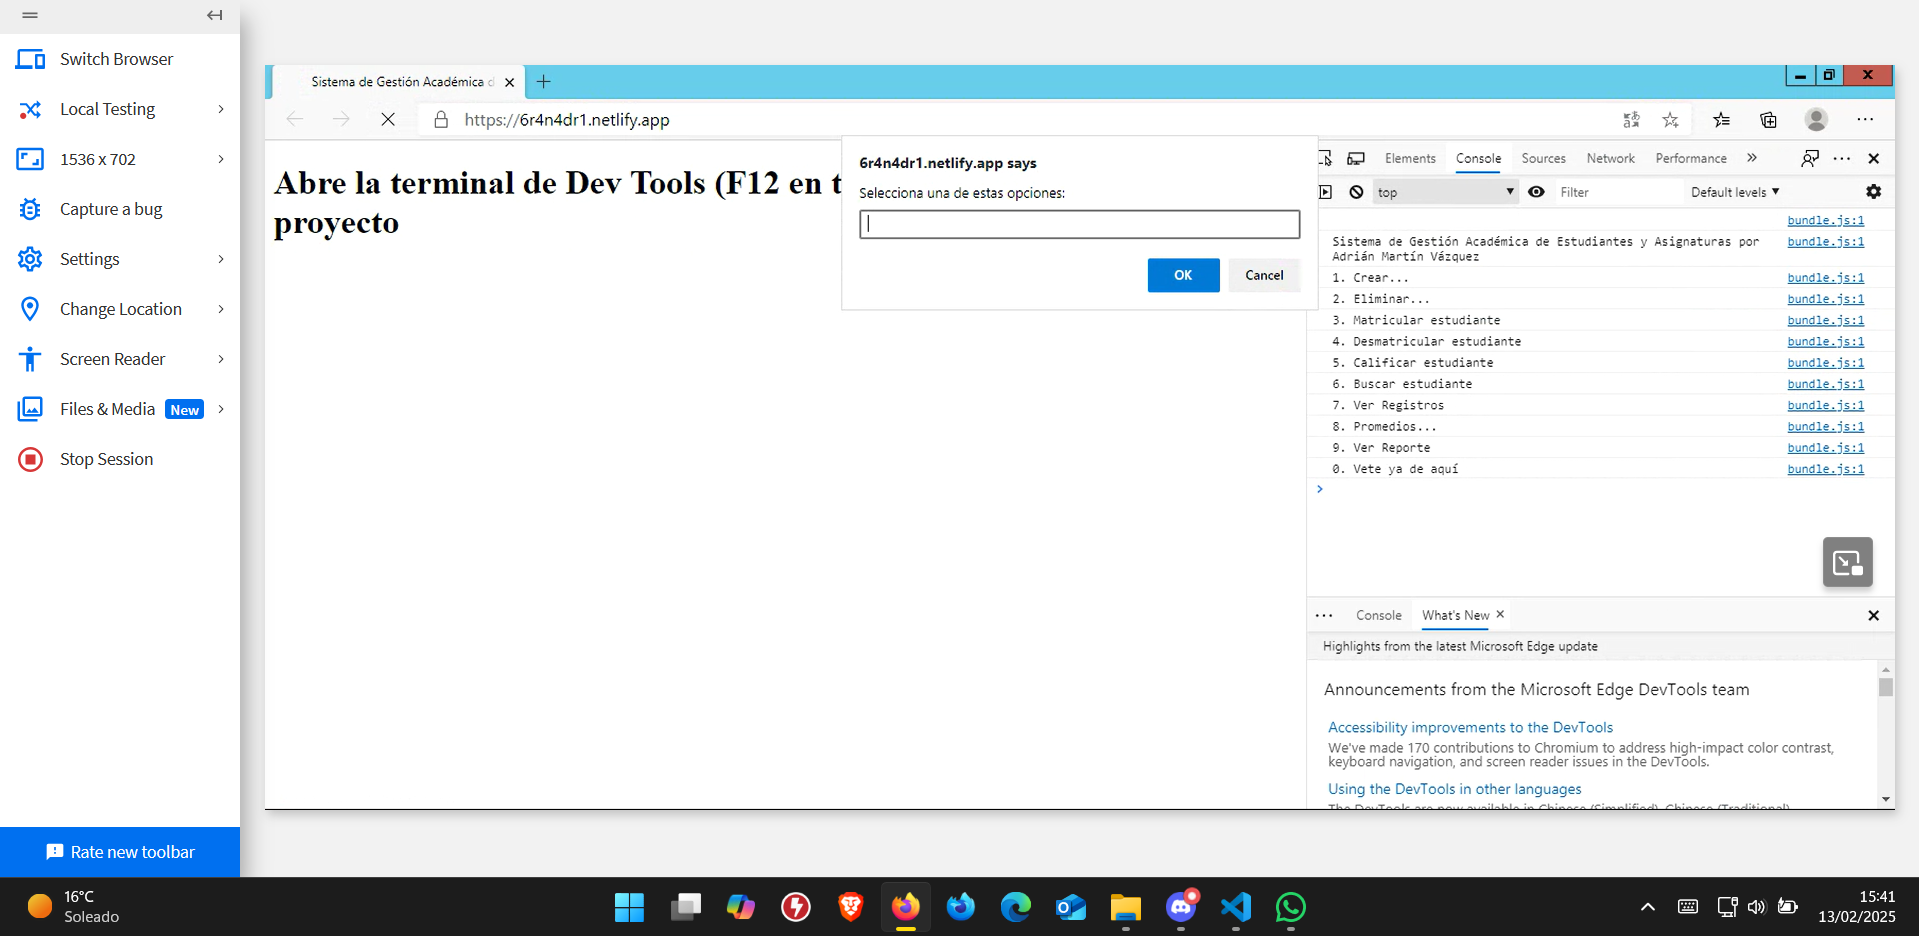 Switch Browser
Local Testing
1536 x 702
Capture a bug
Settings
Change Location
Screen Reader
Files & Media New
Stop Session
Rate new toolbar
Sistema de Gestión Académica d
https://6r4n4dr1.netlify.app
Abre la terminal de Dev Tools (F12 en t
proyecto
6r4n4dr1.netlify.app says
Selecciona una de estas opciones:
OK Cancel
Elements Console Sources Network Performance
top Filter Default levels
bundle.js:1
Sistema de Gestión Académica de Estudiantes y Asignaturas por bundle.js:1
Adrián Martín Vázquez
1. Crear... bundle.js:1
2. Eliminar... bundle.js:1
3. Matricular estudiante bundle.js:1
4. Desmatricular estudiante bundle.js:1
5. Calificar estudiante bundle.js:1
6. Buscar estudiante bundle.js:1
7. Ver Registros bundle.js:1
8. Promedios... bundle.js:1
9. Ver Reporte bundle.js:1
0. Vete ya de aquí bundle.js:1
Console What's New
Highlights from the latest Microsoft Edge update
Announcements from the Microsoft Edge DevTools team
Accessibility improvements to the DevTools
We've made 170 contributions to Chromium to address high-impact color contrast,
keyboard navigation, and screen reader issues in the DevTools.
Using the DevTools in other languages
The DevTools are now available in Chinese (Simplified), Chinese (Traditional)
16°C
Soleado
15:41
13/02/2025